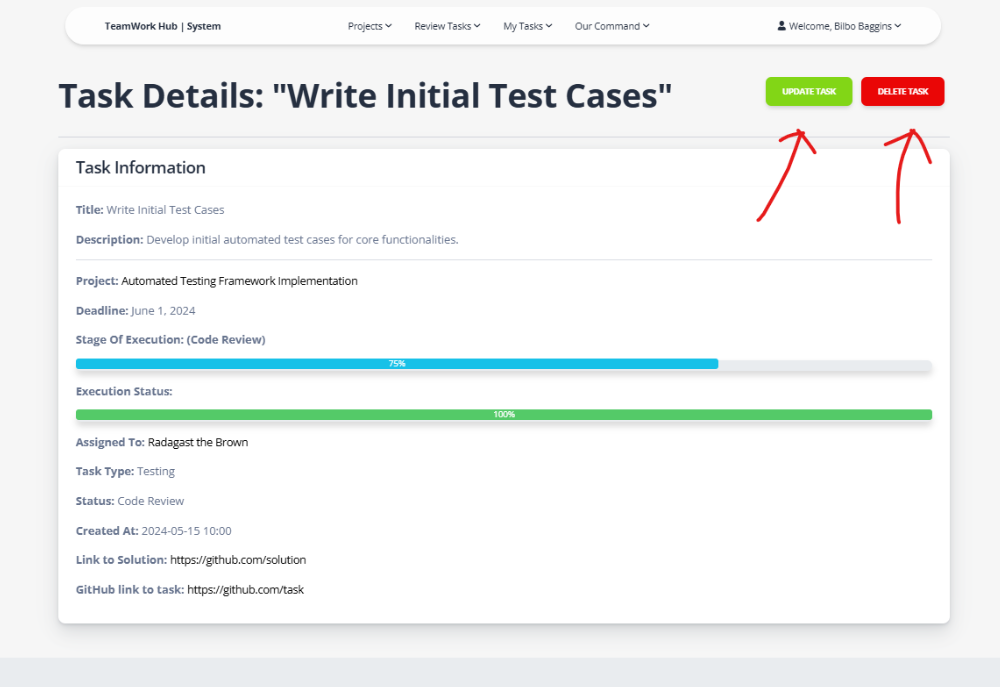 TeamWork Hub | System Projects Review Tasks My Tasks Our Command Welcome, Bilbo Baggins
Task Details: "Write Initial Test Cases" UPDATE TASK DELETE TASK
Task Information
Title: Write Initial Test Cases
Description: Develop initial automated test cases for core functionalities.
Project: Automated Testing Framework Implementation
Deadline: June 1, 2024
Stage Of Execution: (Code Review)
75%
Execution Status:
100%
Assigned To: Radagast the Brown
Task Type: Testing
Status: Code Review
Created At: 2024-05-15 10:00
Link to Solution: https://github.com/solution
GitHub link to task: https://github.com/task